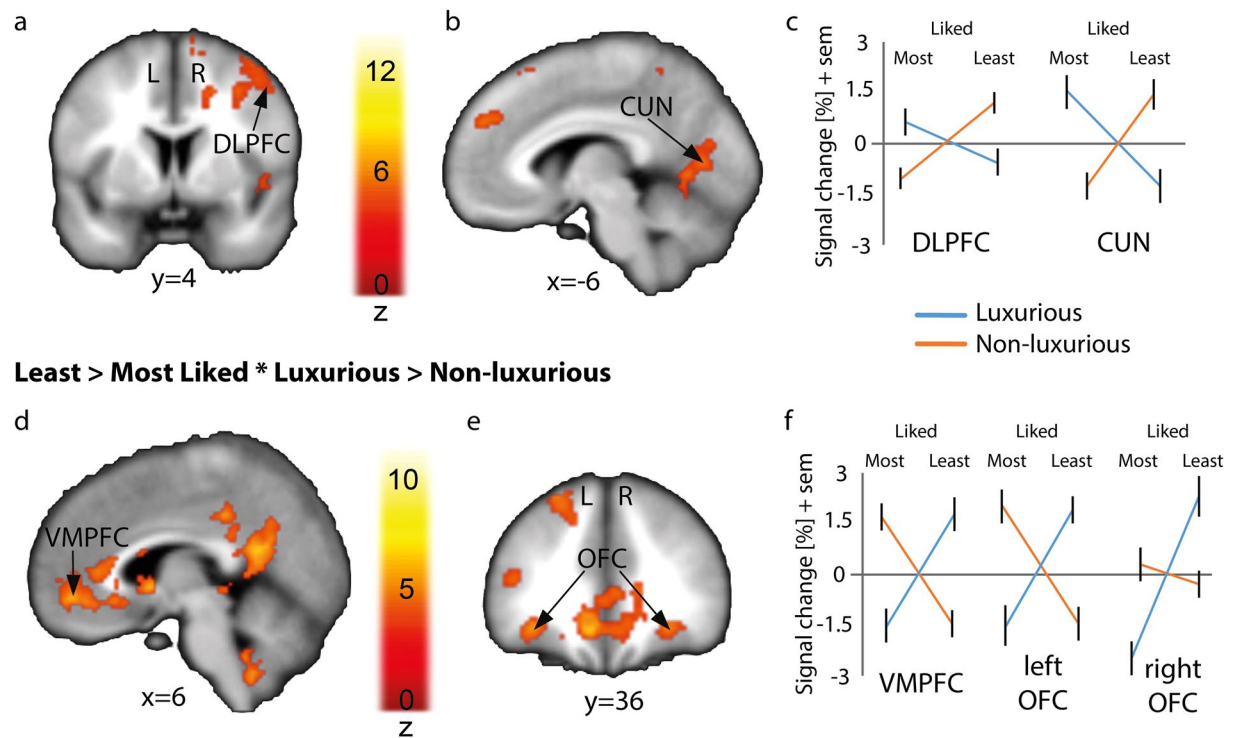 a
L R
DLPFC
y=4
12
6
0
z
b
CUN
x=-6
c
Liked Liked
Most Least Most Least
Signal change [%] + sem
3
1.5
0
-1.5
-3
DLPFC CUN
Luxurious
Non-luxurious
Least > Most Liked * Luxurious > Non-luxurious
d
VMPFC
x=6
10
5
0
z
e
L R
OFC
y=36
f
Liked Liked Liked
Most Least Most Least Most Least
Signal change [%] + sem
3
1.5
0
-1.5
-3
VMPFC
left
OFC
right
OFC